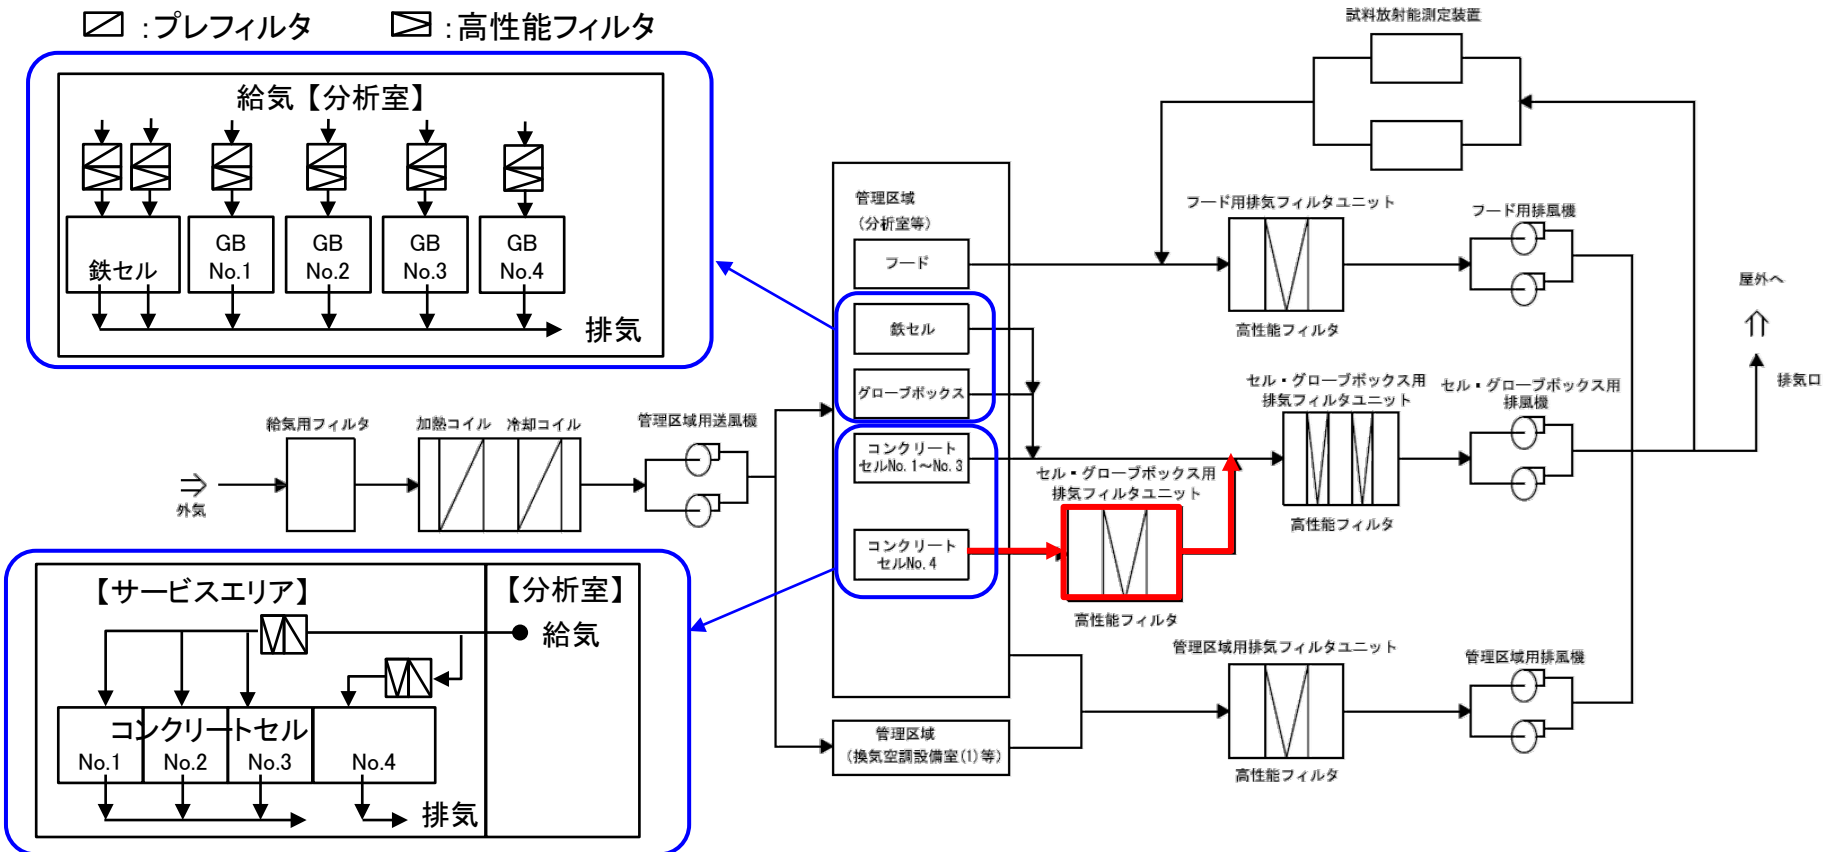 ：プレフィルタ
：高性能フィルタ
給気【分析室】
鉄セル
GB
No.1
GB
No.2
GB
No.3
GB
No.4
排気
試料放射能測定装置
管理区域
(分析室等)
フード
鉄セル
グローブボックス
コンクリート
セルNo.1～No.3
コンクリート
セルNo.4
フード用排気フィルタユニット
高性能フィルタ
フード用排風機
屋外へ
排気口
セル・グローブボックス用
排気フィルタユニット
高性能フィルタ
セル・グローブボックス用
排風機
給気用フィルタ
加熱コイル
冷却コイル
管理区域用送風機
外気
セル・グローブボックス用
排気フィルタユニット
高性能フィルタ
管理区域用排気フィルタユニット
高性能フィルタ
管理区域用排風機
管理区域
(換気空調設備室(1)等)
【サービスエリア】
【分析室】
給気
コンクリートセル
No.1
No.2
No.3
No.4
排気